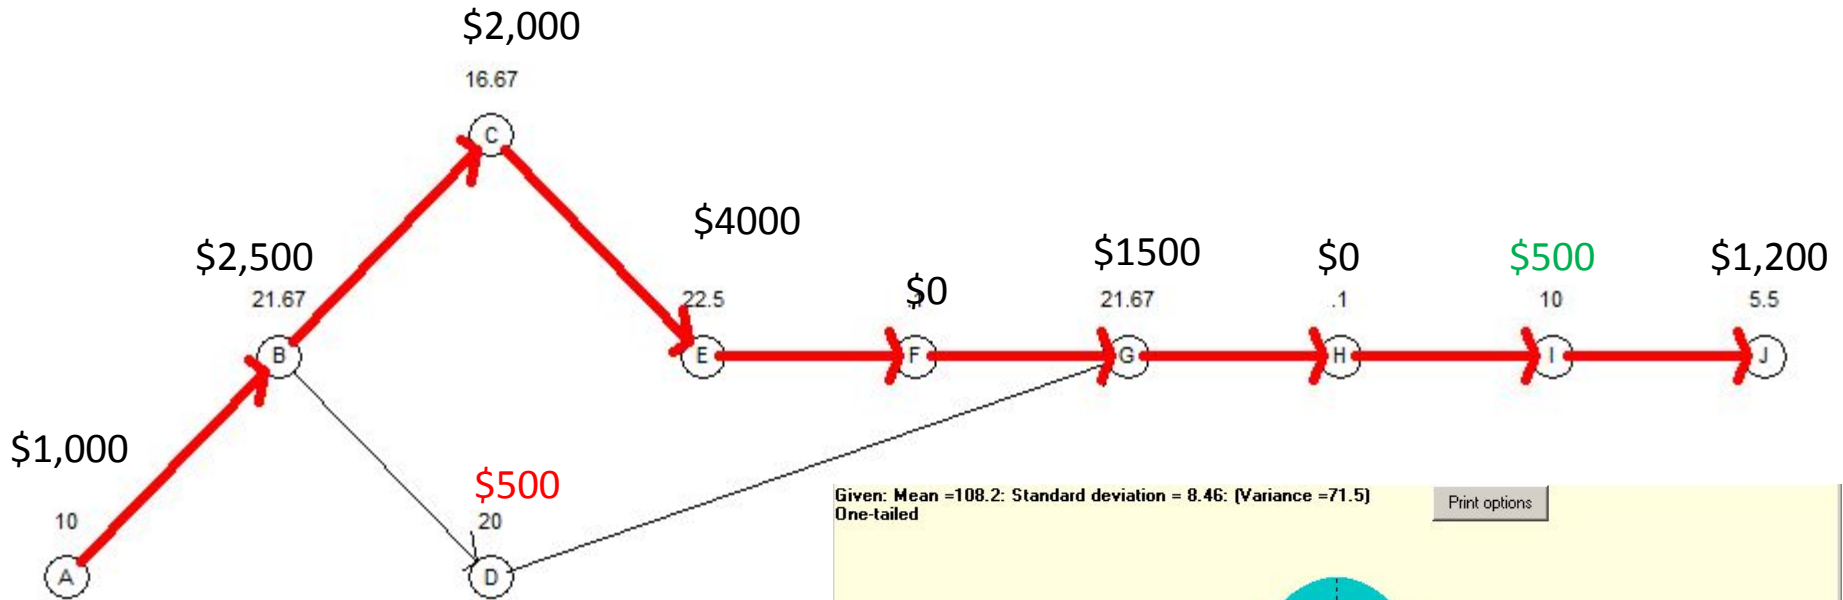 $2,000
16.67
C
$4000
$2,500
21.67
B
22.5
E
$0
F
$1500
21.67
G
$0
.1
H
$500
10
I
$1,200
5.5
J
$1,000
10
A
$500
20
D
Given: Mean =108.2: Standard deviation = 8.46: (Variance =71.5)
One-tailed
Print options